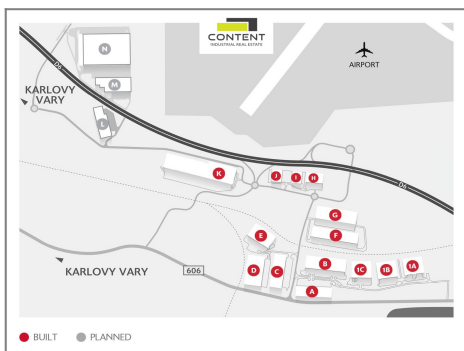 CONTENT
INDUSTRIAL REAL ESTATE
AIRPORT
N
M
L
D6
KARLOVY
VARY
K
J
I
H
D6
G
F
E
D
C
B
1C
1B
1A
A
KARLOVY VARY
606
BUILT
PLANNED